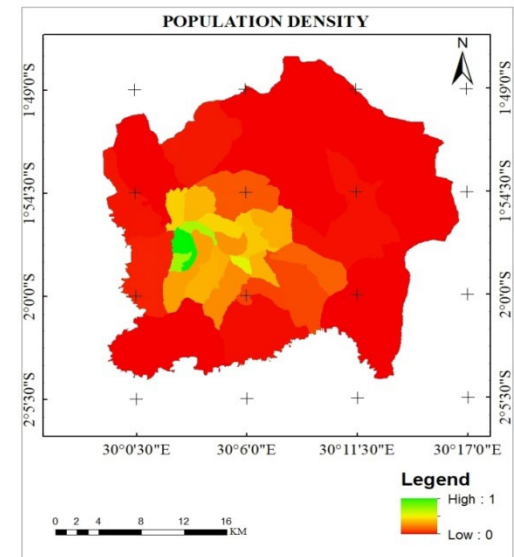 POPULATION DENSITY
N
1°49'0"S
1°49'0"S
1°54'30"S
1°54'30"S
2°0'0"S
2°0'0"S
2°5'30"S
2°5'30"S
30°0'30"E
30°6'0"E
30°11'30"E
30°17'0"E
Legend
High : 1
Low : 0
0 2 4 8 12 16
KM